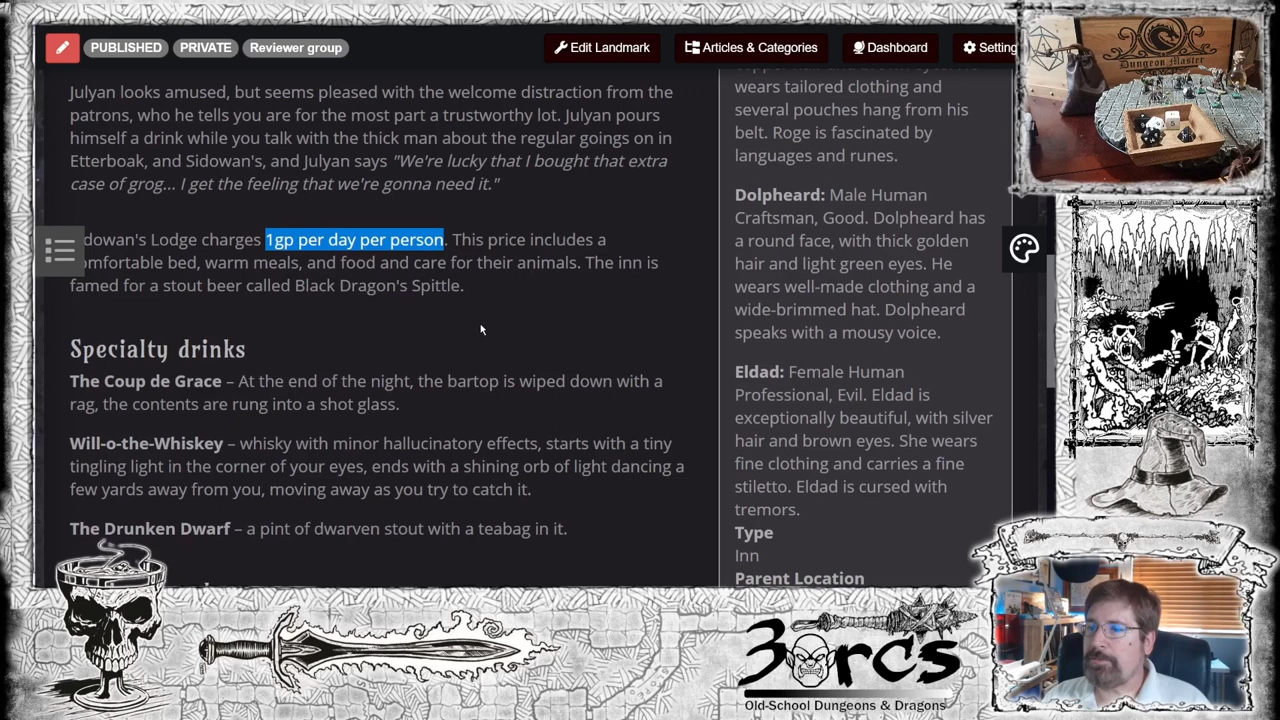 PUBLISHED
PRIVATE
Reviewer group
Edit Landmark
Articles & Categories
Dashboard
Setting
Julyan looks amused, but seems pleased with the welcome distraction from the
patrons, who he tells you are for the most part a trustworthy lot. Julyan pours
himself a drink while you talk with the thick man about the regular goings on in
Etterboak, and Sidowan's, and Julyan says "We're lucky that I bought that extra
case of grog... I get the feeling that we're gonna need it."
dowan's Lodge charges 1gp per day per person. This price includes a
omfortable bed, warm meals, and food and care for their animals. The inn is
famed for a stout beer called Black Dragon's Spittle.
Specialty drinks
The Coup de Grace – At the end of the night, the bartop is wiped down with a
rag, the contents are rung into a shot glass.
Will-o-the-Whiskey – whisky with minor hallucinatory effects, starts with a tiny
tingling light in the corner of your eyes, ends with a shining orb of light dancing a
few yards away from you, moving away as you try to catch it.
The Drunken Dwarf – a pint of dwarven stout with a teabag in it.
wears tailored clothing and
several pouches hang from his
belt. Roge is fascinated by
languages and runes.
Dolpheard: Male Human
Craftsman, Good. Dolpheard has
a round face, with thick golden
hair and light green eyes. He
wears well-made clothing and a
wide-brimmed hat. Dolpheard
speaks with a mousy voice.
Eldad: Female Human
Professional, Evil. Eldad is
exceptionally beautiful, with silver
hair and brown eyes. She wears
fine clothing and carries a fine
stiletto. Eldad is cursed with
tremors.
Type
Inn
Parent Location
Dungeon Master
3 orcs
Old-School Dungeons & Dragons